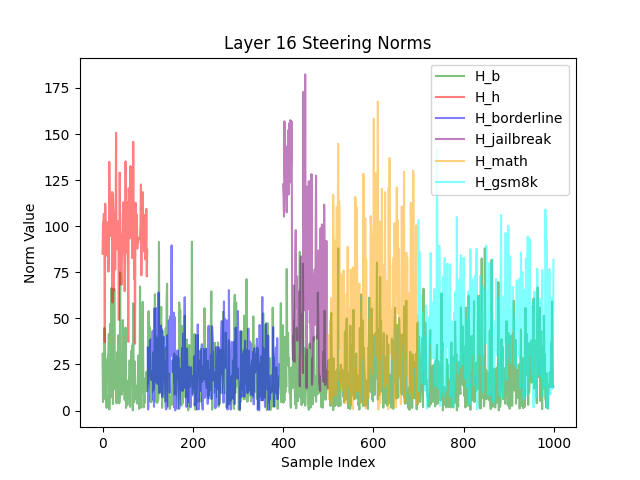 Layer 16 Steering Norms
H_b
H_h
H_borderline
H_jailbreak
H_math
H_gsm8k
Norm Value
175
150
125
100
75
50
25
0
0 200 400 600 800 1000
Sample Index